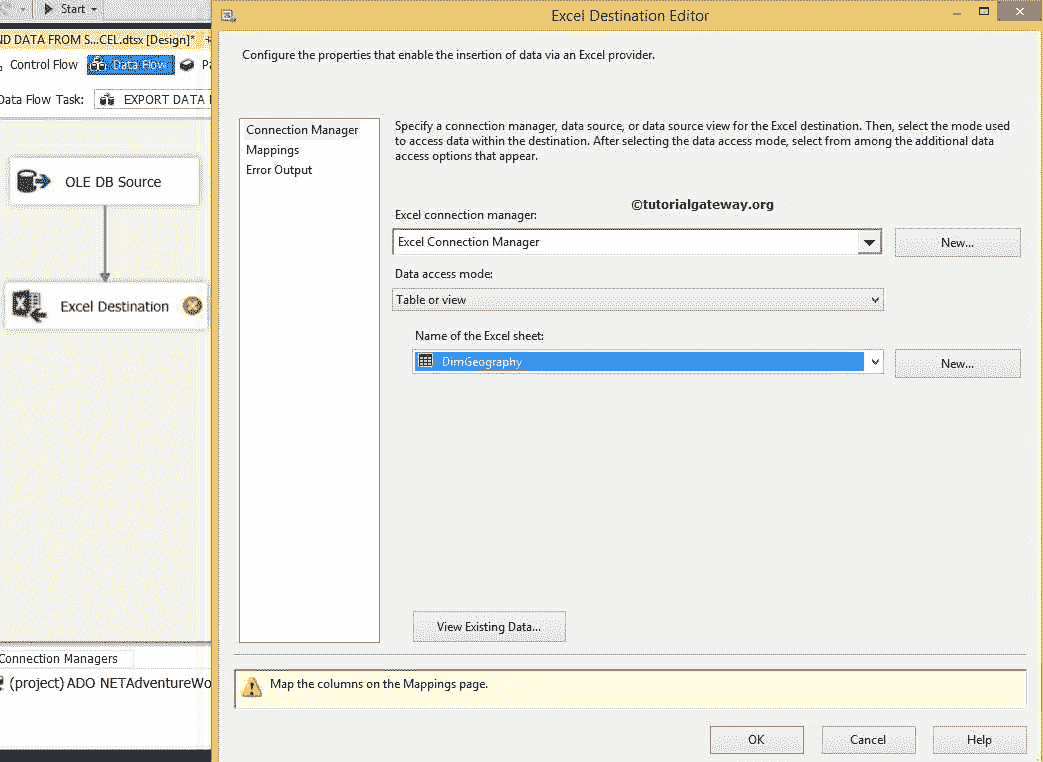 Start
Excel Destination Editor
ND DATA FROM S...CEL.dtsx [Design]*
Control Flow
Data Flow
Pa
Data Flow Task:
EXPORT DATA
OLE DB Source
Excel Destination
Connection Managers
(project) ADO NETAdventureWo
Configure the properties that enable the insertion of data via an Excel provider.
Connection Manager
Mappings
Error Output
Specify a connection manager, data source, or data source view for the Excel destination. Then, select the mode used
to access data within the destination. After selecting the data access mode, select from among the additional data
access options that appear.
©tutorialgateway.org
Excel connection manager:
Excel Connection Manager
New...
Data access mode:
Table or view
Name of the Excel sheet:
DimGeography
New...
View Existing Data...
Map the columns on the Mappings page.
OK
Cancel
Help